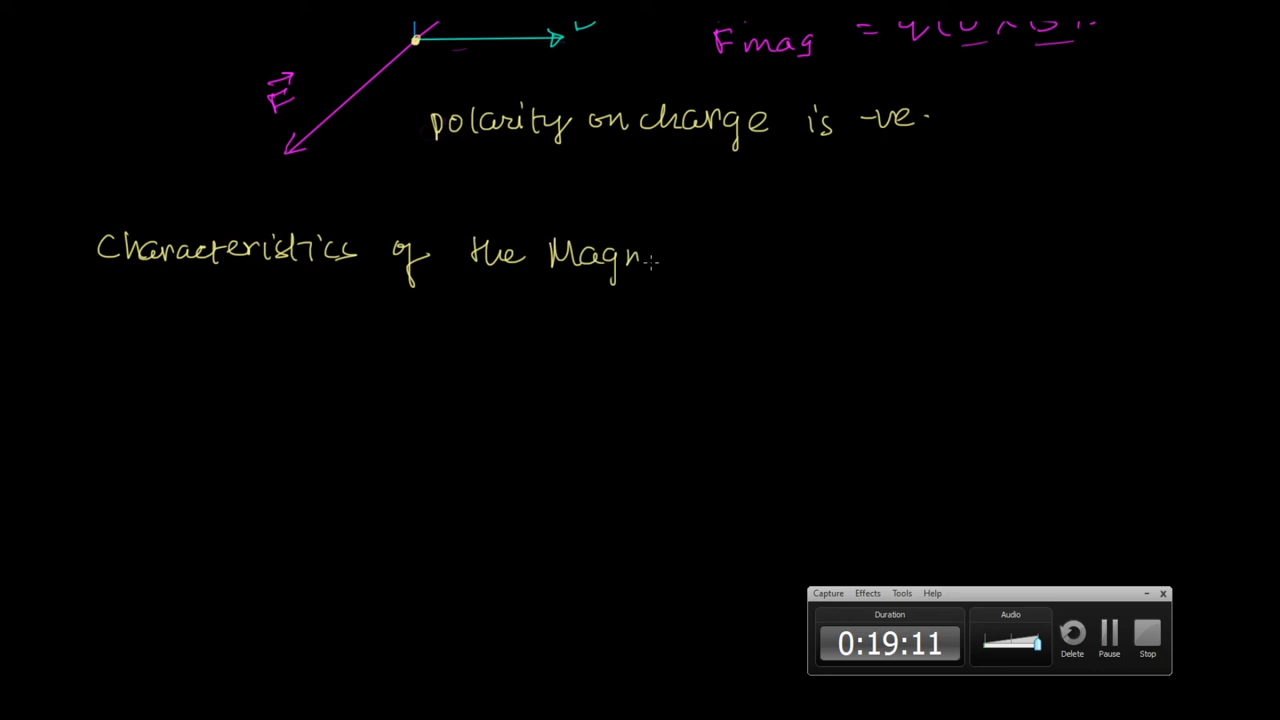 F
Fmag = q(
polarity on charge is -ve.
Characteristics of the Magn
Capture Effects Tools Help
Duration Audio
0:19:11
Delete Pause Stop